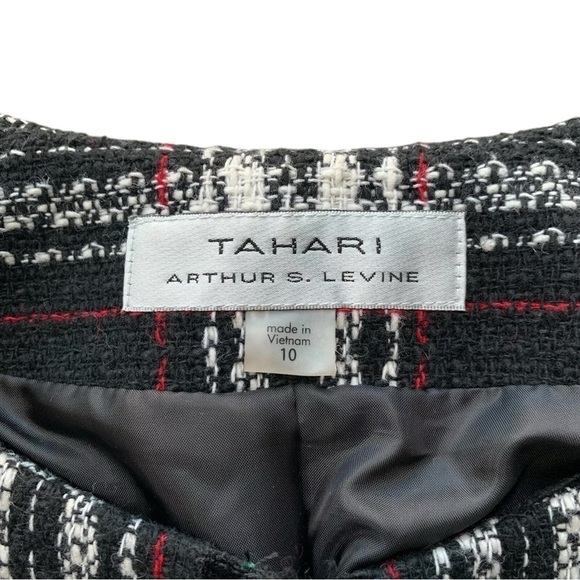 TAHARI
ARTHUR S. LEVINE
made in
Vietnam
10